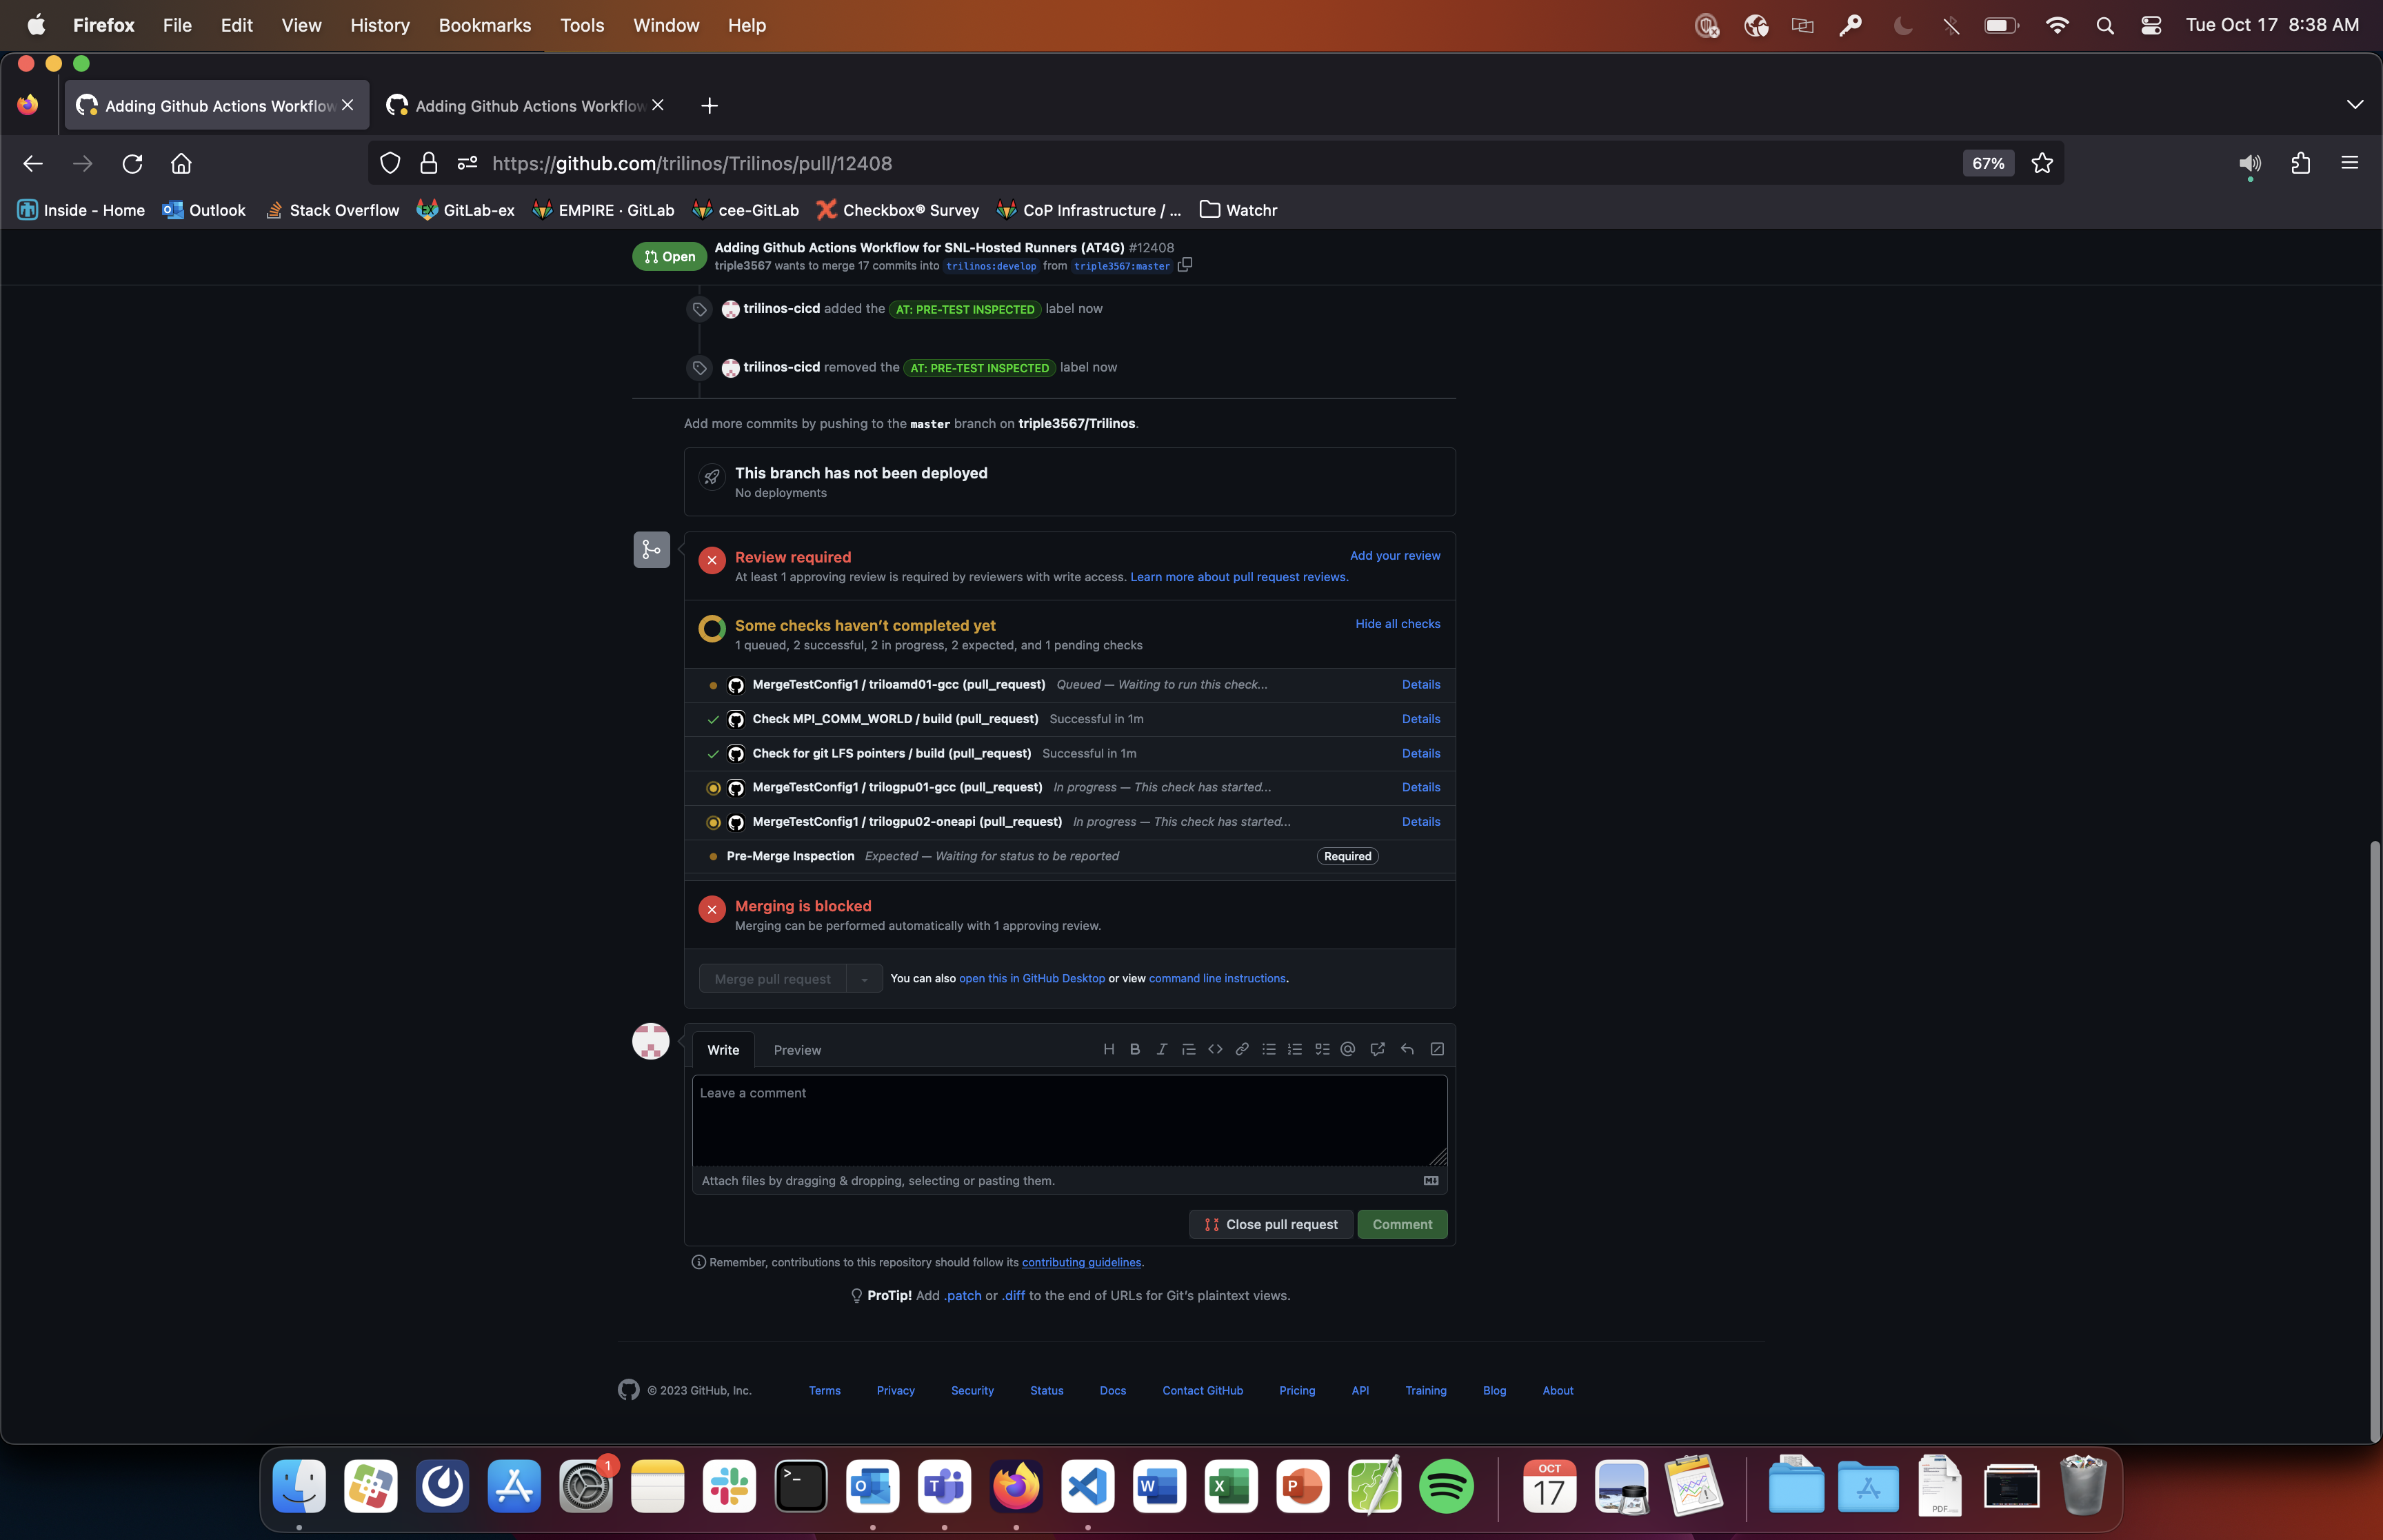 Firefox File Edit View History Bookmarks Tools Window Help Tue Oct 17 8:38 AM
Adding Github Actions Workflow Adding Github Actions Workflow
https://github.com/trilinos/Trilinos/pull/12408 67%
Inside - Home Outlook Stack Overflow GitLab-ex EMPIRE · GitLab cee-GitLab Checkbox® Survey CoP Infrastructure / ... Watchr
Open
Adding Github Actions Workflow for SNL-Hosted Runners (AT4G) #12408
triple3567 wants to merge 17 commits into trilinos:develop from triple3567:master
trilinos-cicd added the AT: PRE-TEST INSPECTED label now
trilinos-cicd removed the AT: PRE-TEST INSPECTED label now
Add more commits by pushing to the master branch on triple3567/Trilinos.
This branch has not been deployed
No deployments
Review required Add your review
At least 1 approving review is required by reviewers with write access. Learn more about pull request reviews.
Some checks haven't completed yet Hide all checks
1 queued, 2 successful, 2 in progress, 2 expected, and 1 pending checks
MergeTestConfig1 / triloamd01-gcc (pull_request) Queued — Waiting to run this check... Details
Check MPI_COMM_WORLD / build (pull_request) Successful in 1m Details
Check for git LFS pointers / build (pull_request) Successful in 1m Details
MergeTestConfig1 / trilogpu01-gcc (pull_request) In progress — This check has started... Details
MergeTestConfig1 / trilogpu02-oneapi (pull_request) In progress — This check has started... Details
Pre-Merge Inspection Expected — Waiting for status to be reported Required
Merging is blocked
Merging can be performed automatically with 1 approving review.
Merge pull request You can also open this in GitHub Desktop or view command line instructions.
Write Preview
Leave a comment
Attach files by dragging & dropping, selecting or pasting them.
Close pull request Comment
Remember, contributions to this repository should follow its contributing guidelines.
ProTip! Add .patch or .diff to the end of URLs for Git's plaintext views.
© 2023 GitHub, Inc. Terms Privacy Security Status Docs Contact GitHub Pricing API Training Blog About
1
OCT
17
PDF